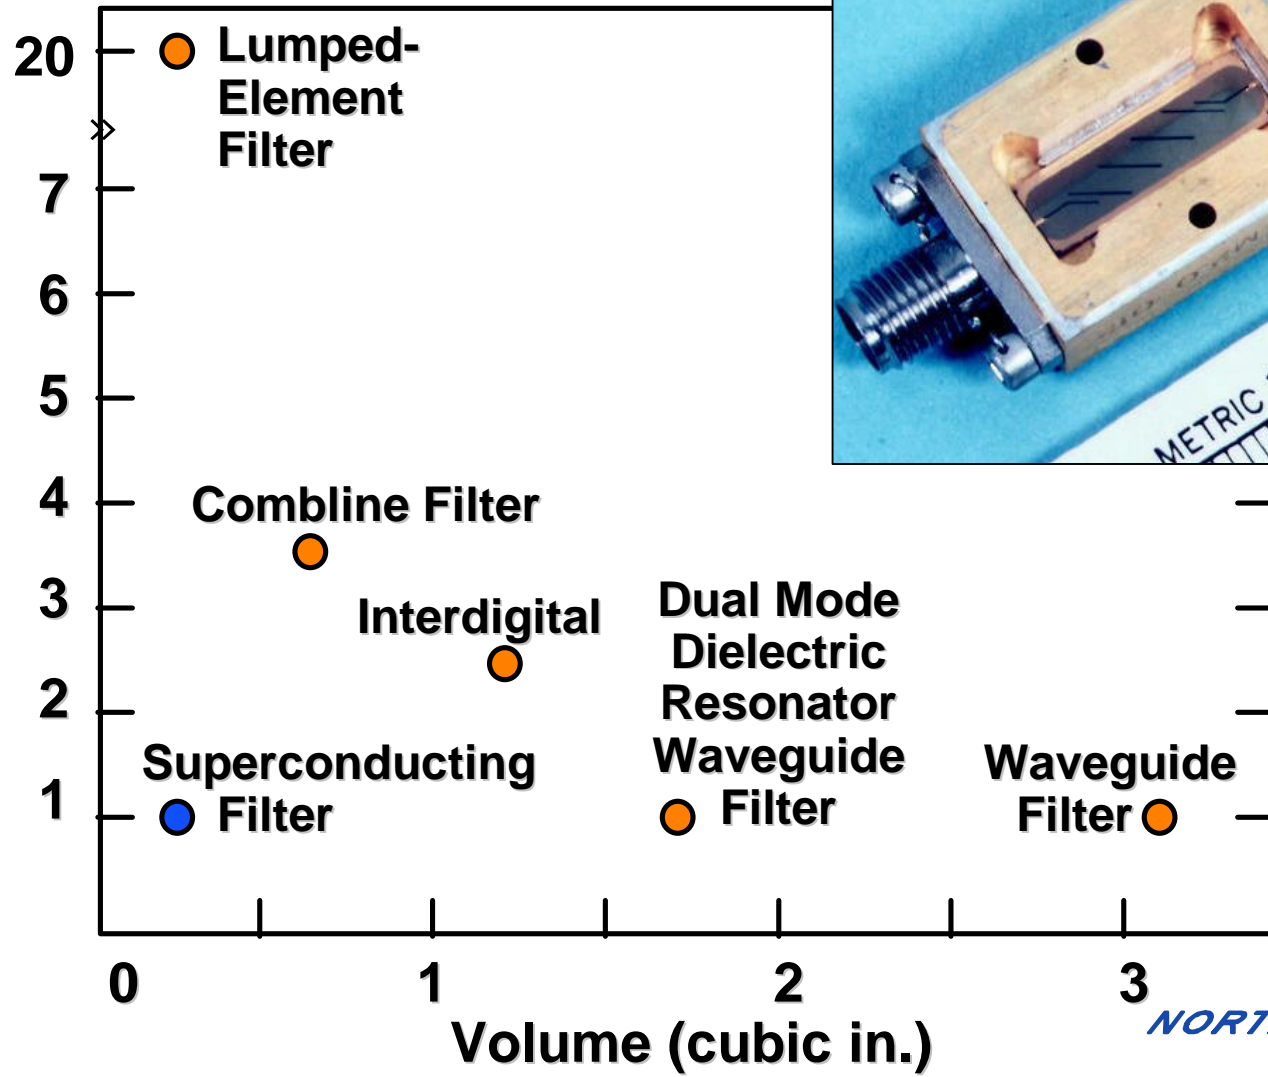 20
Lumped-
Element
Filter
7
6
5
4
Combline Filter
3
Interdigital
Dual Mode
Dielectric
Resonator
Waveguide
Filter
2
Superconducting
Filter
Waveguide
Filter
1
0 1 2 3
Volume (cubic in.)
METRIC
NORT